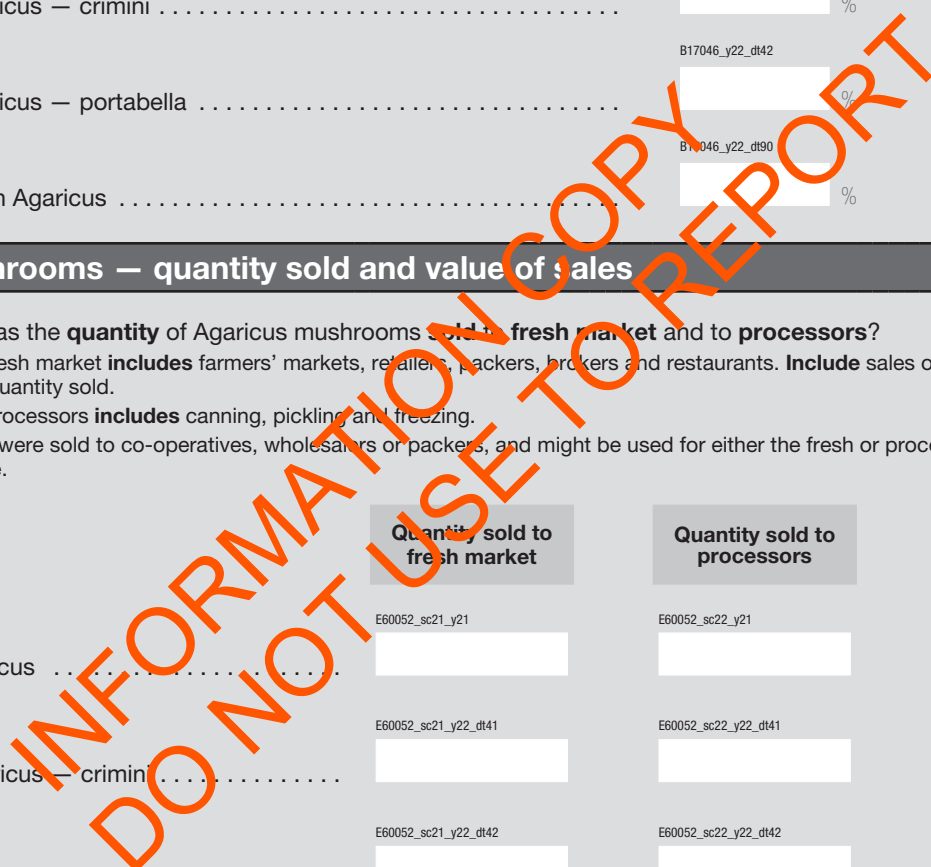 icus — crimini . . . . . . . . . . . . . . . . . . . . . . . . . . . . . . . . . . . %
B17046_y22_dt42
icus — portabella . . . . . . . . . . . . . . . . . . . . . . . . . . . . . . . . %
B17046_y22_dt90
n Agaricus . . . . . . . . . . . . . . . . . . . . . . . . . . . . . . . . . . . . . . %
hrooms — quantity sold and value of sales
as the quantity of Agaricus mushrooms sold to fresh market and to processors?
esh market includes farmers’ markets, retailers, packers, brokers and restaurants. Include sales o
uantity sold.
rocessors includes canning, pickling and freezing.
were sold to co-operatives, wholesalers or packers, and might be used for either the fresh or proce
e.
Quantity sold to
fresh market
Quantity sold to
processors
E60052_sc21_y21 E60052_sc22_y21
cus . . . . . . . . . . . . . . . . . . . . . .
E60052_sc21_y22_dt41 E60052_sc22_y22_dt41
icus — crimini . . . . . . . . . . . . . .
E60052_sc21_y22_dt42 E60052_sc22_y22_dt42
INFORMATION COPY
DO NOT USE TO REPORT